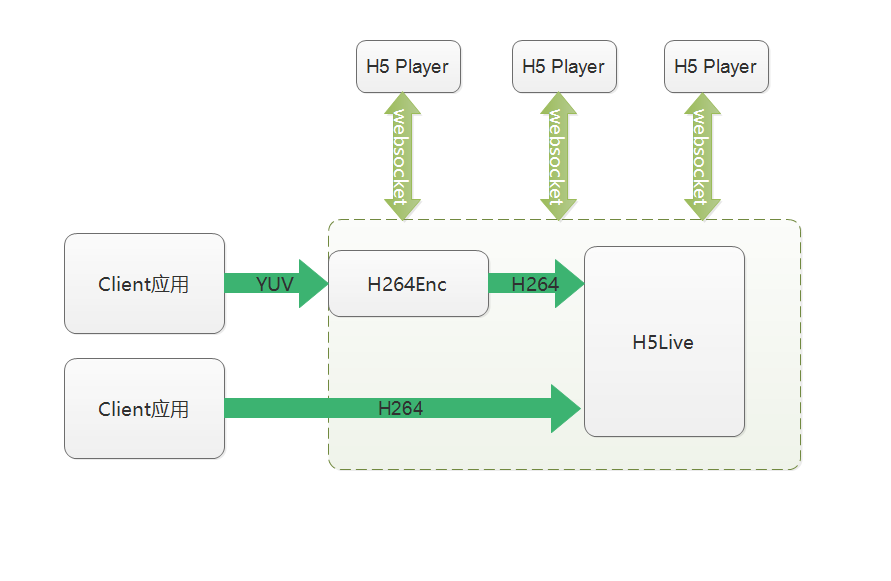 H5 Player
H5 Player
H5 Player
websocket
websocket
websocket
Client应用
YUV
H264Enc
H264
H5Live
Client应用
H264